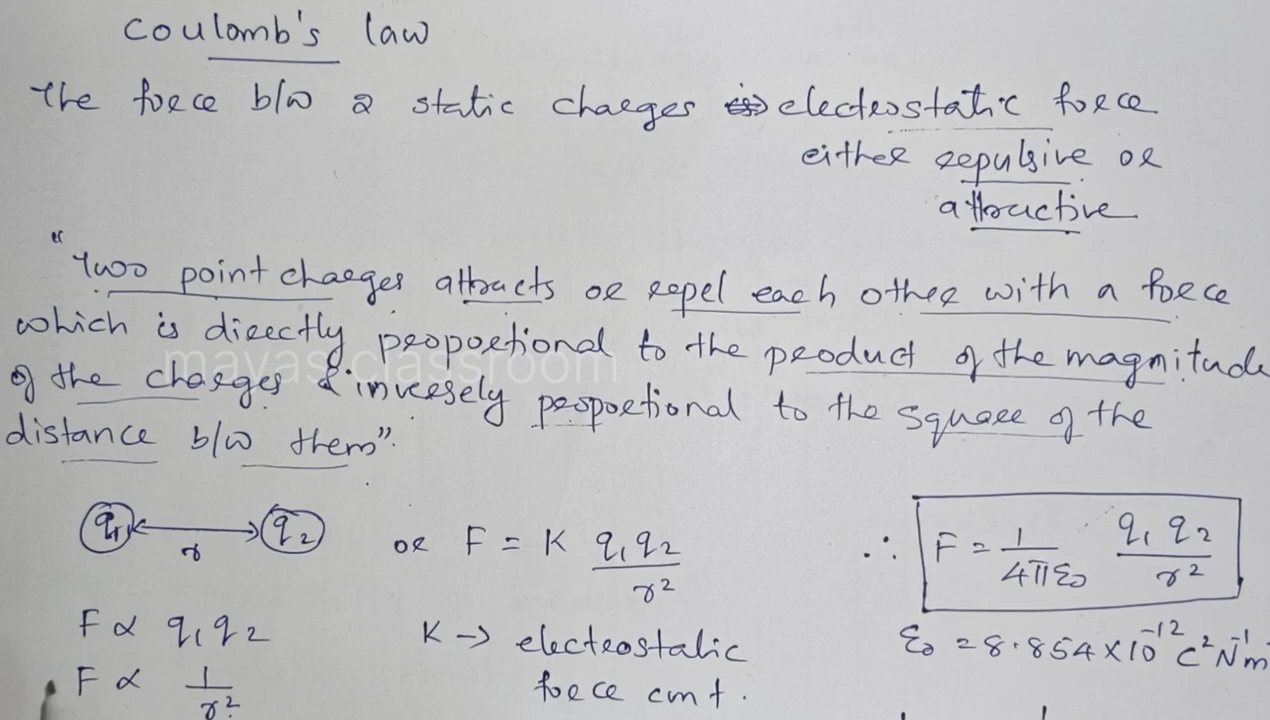 Coulomb's law
The force b/w 2 static charges electrostatic force
either repulsive or
attractive
"Two point charges attracts or repel each other with a force
which is directly proportional to the product of the magnitude
mayas classroom
of the charges & inversely proportional to the square of the
distance b/w them".
q1 q2
r
or F = K q1q2/r²
∴ F = 1/4πε0 q1q2/r²
F ∝ q1q2
K → electrostatic
force cnnt.
ε0 = 8.854×10⁻¹² C²N⁻¹m
F ∝ 1/r²